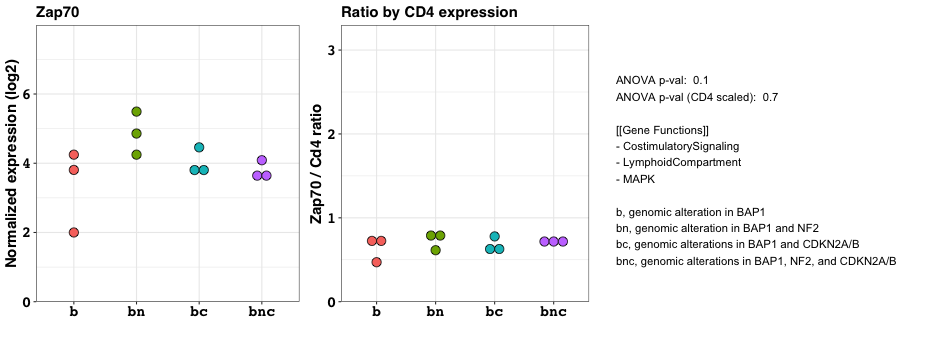 Zap70
Normalized expression (log2)
6
4
2
0
b bn bc bnc
Ratio by CD4 expression
Zap70 / Cd4 ratio
3
2
1
0
b bn bc bnc
ANOVA p-val:  0.1
ANOVA p-val (CD4 scaled):  0.7
[[Gene Functions]]
- CostimulatorySignaling
- LymphoidCompartment
- MAPK
b, genomic alteration in BAP1
bn, genomic alteration in BAP1 and NF2
bc, genomic alterations in BAP1 and CDKN2A/B
bnc, genomic alterations in BAP1, NF2, and CDKN2A/B